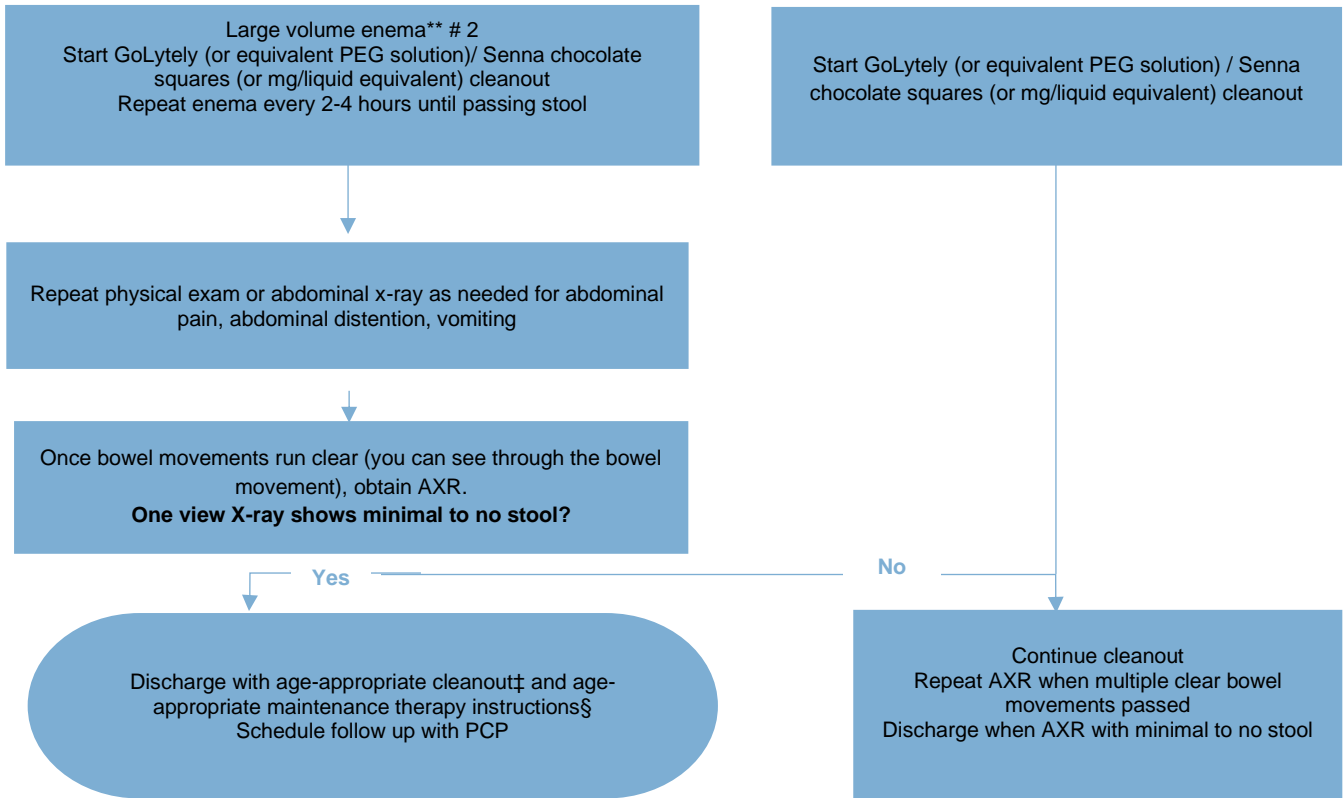 Large volume enema** # 2
Start GoLytely (or equivalent PEG solution)/ Senna chocolate
squares (or mg/liquid equivalent) cleanout
Repeat enema every 2-4 hours until passing stool
Start GoLytely (or equivalent PEG solution) / Senna
chocolate squares (or mg/liquid equivalent) cleanout
Repeat physical exam or abdominal x-ray as needed for abdominal
pain, abdominal distention, vomiting
Once bowel movements run clear (you can see through the bowel
movement), obtain AXR.
One view X-ray shows minimal to no stool?
Yes
No
Discharge with age-appropriate cleanout‡ and age-
appropriate maintenance therapy instructions§
Schedule follow up with PCP
Continue cleanout
Repeat AXR when multiple clear bowel
movements passed
Discharge when AXR with minimal to no stool